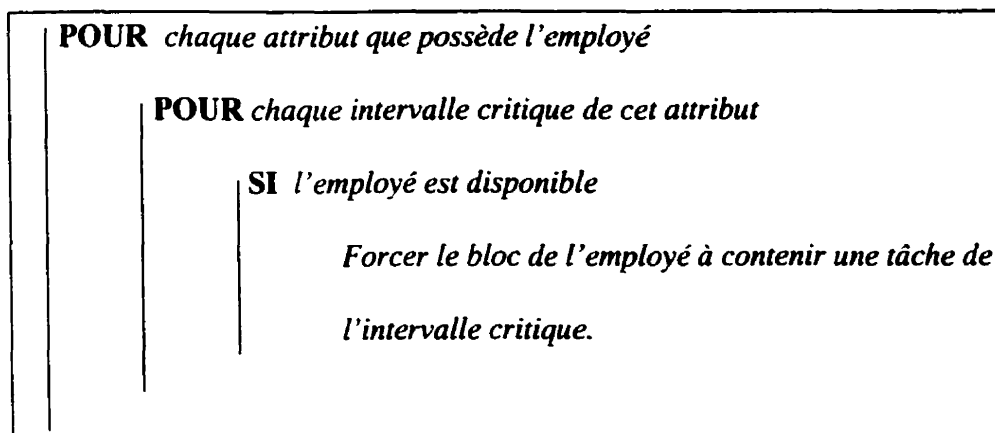 POUR chaque attribut que possède l'employé
POUR chaque intervalle critique de cet attribut
SI l'employé est disponible
Forcer le bloc de l'employé à contenir une tâche de
l'intervalle critique.